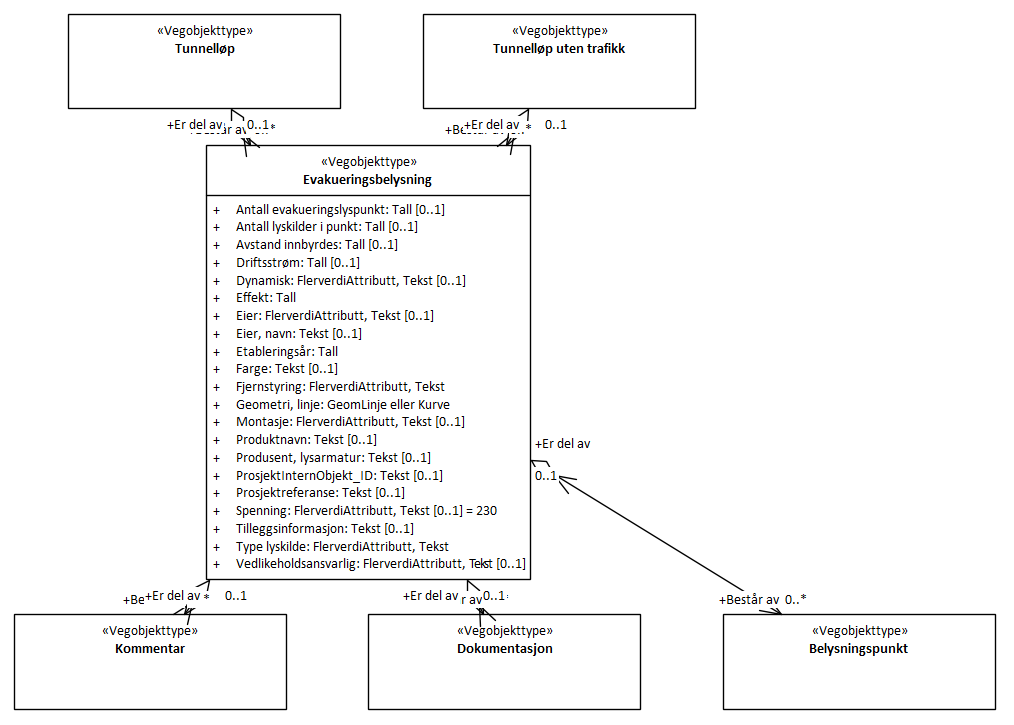 «Vegobjekttype»
Tunnelløp
«Vegobjekttype»
Tunnelløp uten trafikk
+Er del av
0..1
*
+Er del av
*
0..1
«Vegobjekttype»
Evakueringsbelysning
+ Antall evakueringslyspunkt: Tall [0..1]
+ Antall lyskilder i punkt: Tall [0..1]
+ Avstand innbyrdes: Tall [0..1]
+ Driftsstrøm: Tall [0..1]
+ Dynamisk: FlerverdiAttributt, Tekst [0..1]
+ Effekt: Tall
+ Eier: FlerverdiAttributt, Tekst [0..1]
+ Eier, navn: Tekst [0..1]
+ Etableringsår: Tall
+ Farge: Tekst [0..1]
+ Fjernstyring: FlerverdiAttributt, Tekst
+ Geometri, linje: GeomLinje eller Kurve
+ Montasje: FlerverdiAttributt, Tekst [0..1]
+ Produktnavn: Tekst [0..1]
+ Produsent, lysarmatur: Tekst [0..1]
+ ProsjektInternObjekt_ID: Tekst [0..1]
+ Prosjektreferanse: Tekst [0..1]
+ Spenning: FlerverdiAttributt, Tekst [0..1] = 230
+ Tilleggsinformasjon: Tekst [0..1]
+ Type lyskilde: FlerverdiAttributt, Tekst
+ Vedlikeholdsansvarlig: FlerverdiAttributt, Tekst [0..1]
+Er del av
0..1
+Er del av
*
0..1
+Er del av
0..1
+Består av 0..*
«Vegobjekttype»
Kommentar
«Vegobjekttype»
Dokumentasjon
«Vegobjekttype»
Belysningspunkt